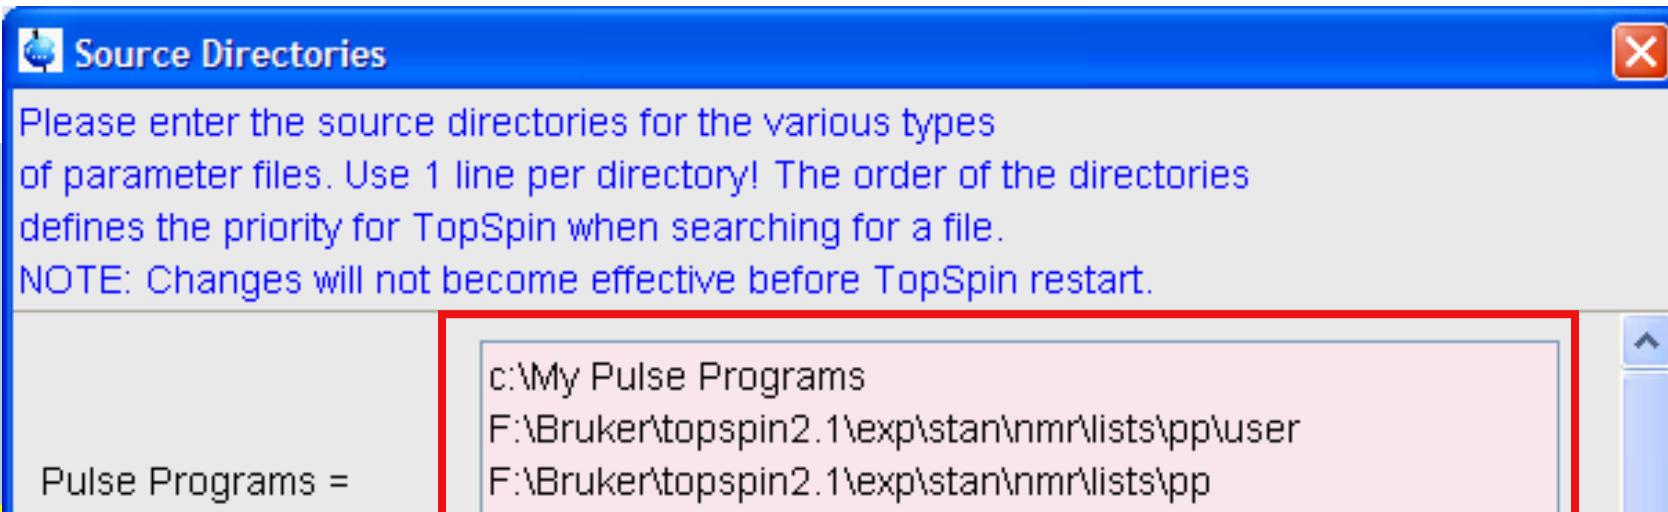 Source Directories
Please enter the source directories for the various types
of parameter files. Use 1 line per directory! The order of the directories
defines the priority for TopSpin when searching for a file.
NOTE: Changes will not become effective before TopSpin restart.
c:\My Pulse Programs
F:\Bruker\topspin2.1\exp\stan\nmr\lists\pp\user
Pulse Programs = F:\Bruker\topspin2.1\exp\stan\nmr\lists\pp